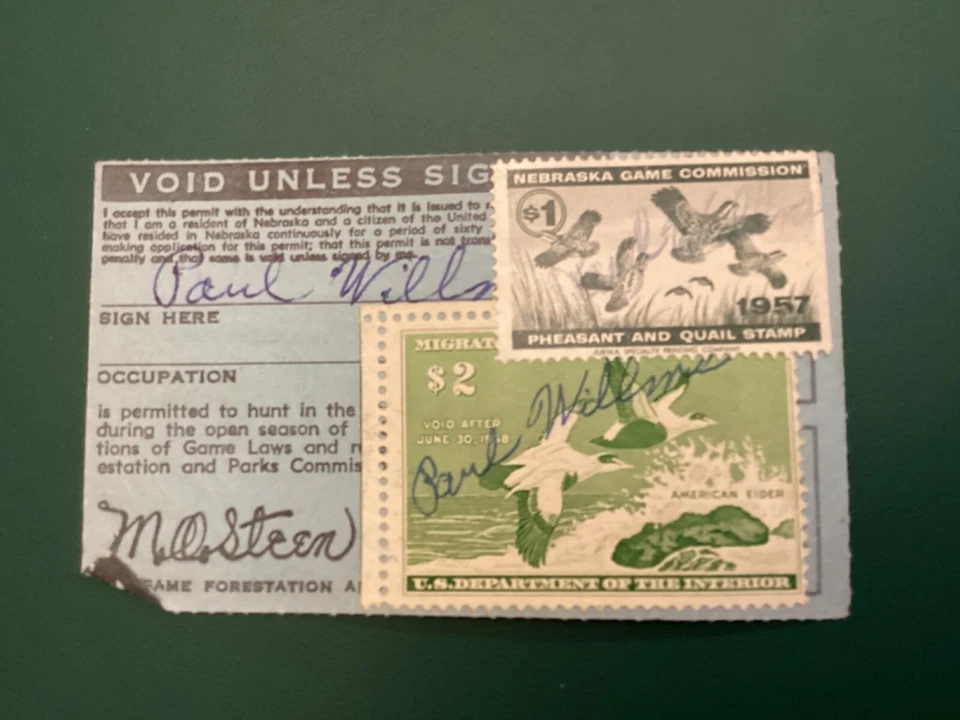 VOID UNLESS SIG
I accept this permit with the understanding that it is issued to
that I am a resident of Nebraska and a citizen of the United
have resided in Nebraska continuously for a period of sixty
making application for this permit; that this permit is not trans
penalty and that same is void unless signed by me.
Paul Willm
SIGN HERE
OCCUPATION
is permitted to hunt in the
during the open season of
tions of Game Laws and r
estation and Parks Commis
M.O. Steen
AME FORESTATION A
NEBRASKA GAME COMMISSION
$1
1957
PHEASANT AND QUAIL STAMP
SPECIALTY PRINTING COMPANY
MIGRATO
$2
VOID AFTER
JUNE 30, 1958
Paul Willms
AMERICAN EIDER
U.S. DEPARTMENT OF THE INTERIOR